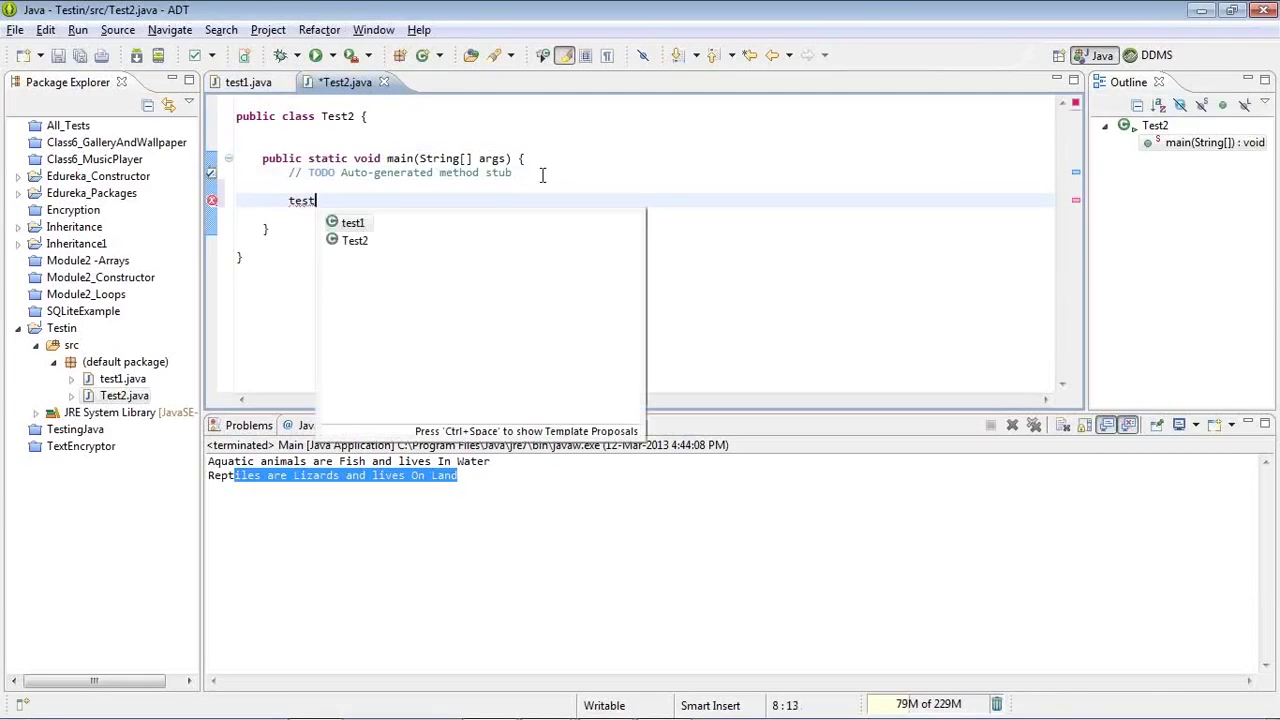 Java - Testin/src/Test2.java - ADT
File Edit Run Source Navigate Search Project Refactor Window Help
Java DDMS
Package Explorer
test1.java
*Test2.java
Outline
All_Tests
Class6_GalleryAndWallpaper
Class6_MusicPlayer
Edureka_Constructor
Edureka_Packages
Encryption
Inheritance
Inheritance1
Module2 -Arrays
Module2_Constructor
Module2_Loops
SQLiteExample
Testin
src
(default package)
test1.java
Test2.java
JRE System Library [JavaSE-
TestingJava
TextEncryptor
public class Test2 {
public static void main(String[] args) {
// TODO Auto-generated method stub
test
}
}
test1
Test2
Press 'Ctrl+Space' to show Template Proposals
Test2
main(String[]) : void
Problems @ Jav
<terminated> Main [Java Application] C:\Program Files\Java\jre7\bin\javaw.exe (12-Mar-2013 4:44:08 PM)
Aquatic animals are Fish and lives In Water
Reptiles are Lizards and lives On Land
Writable
Smart Insert
8 : 13
79M of 229M